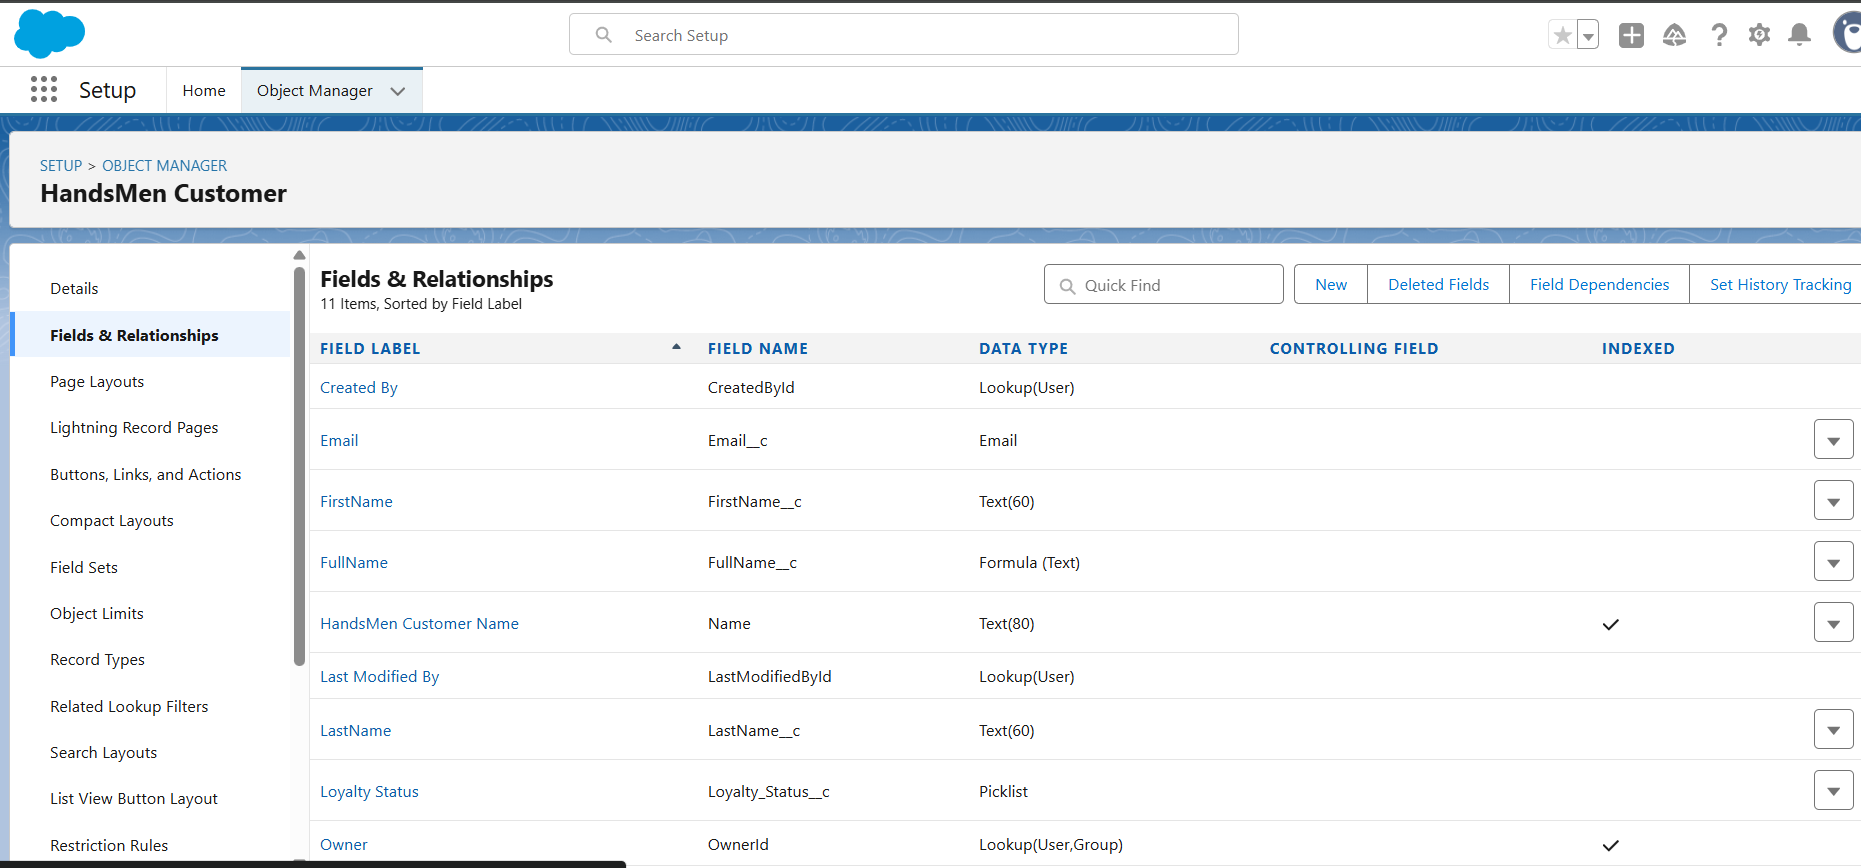 Search Setup
Setup
Home
Object Manager
SETUP > OBJECT MANAGER
HandsMen Customer
Details
Fields & Relationships
Page Layouts
Lightning Record Pages
Buttons, Links, and Actions
Compact Layouts
Field Sets
Object Limits
Record Types
Related Lookup Filters
Search Layouts
List View Button Layout
Restriction Rules
Fields & Relationships
11 Items, Sorted by Field Label
Quick Find
New
Deleted Fields
Field Dependencies
Set History Tracking
FIELD LABEL FIELD NAME DATA TYPE CONTROLLING FIELD INDEXED
Created By CreatedById Lookup(User)
Email Email__c Email
FirstName FirstName__c Text(60)
FullName FullName__c Formula (Text)
HandsMen Customer Name Name Text(80)
Last Modified By LastModifiedById Lookup(User)
LastName LastName__c Text(60)
Loyalty Status Loyalty_Status__c Picklist
Owner OwnerId Lookup(User,Group)